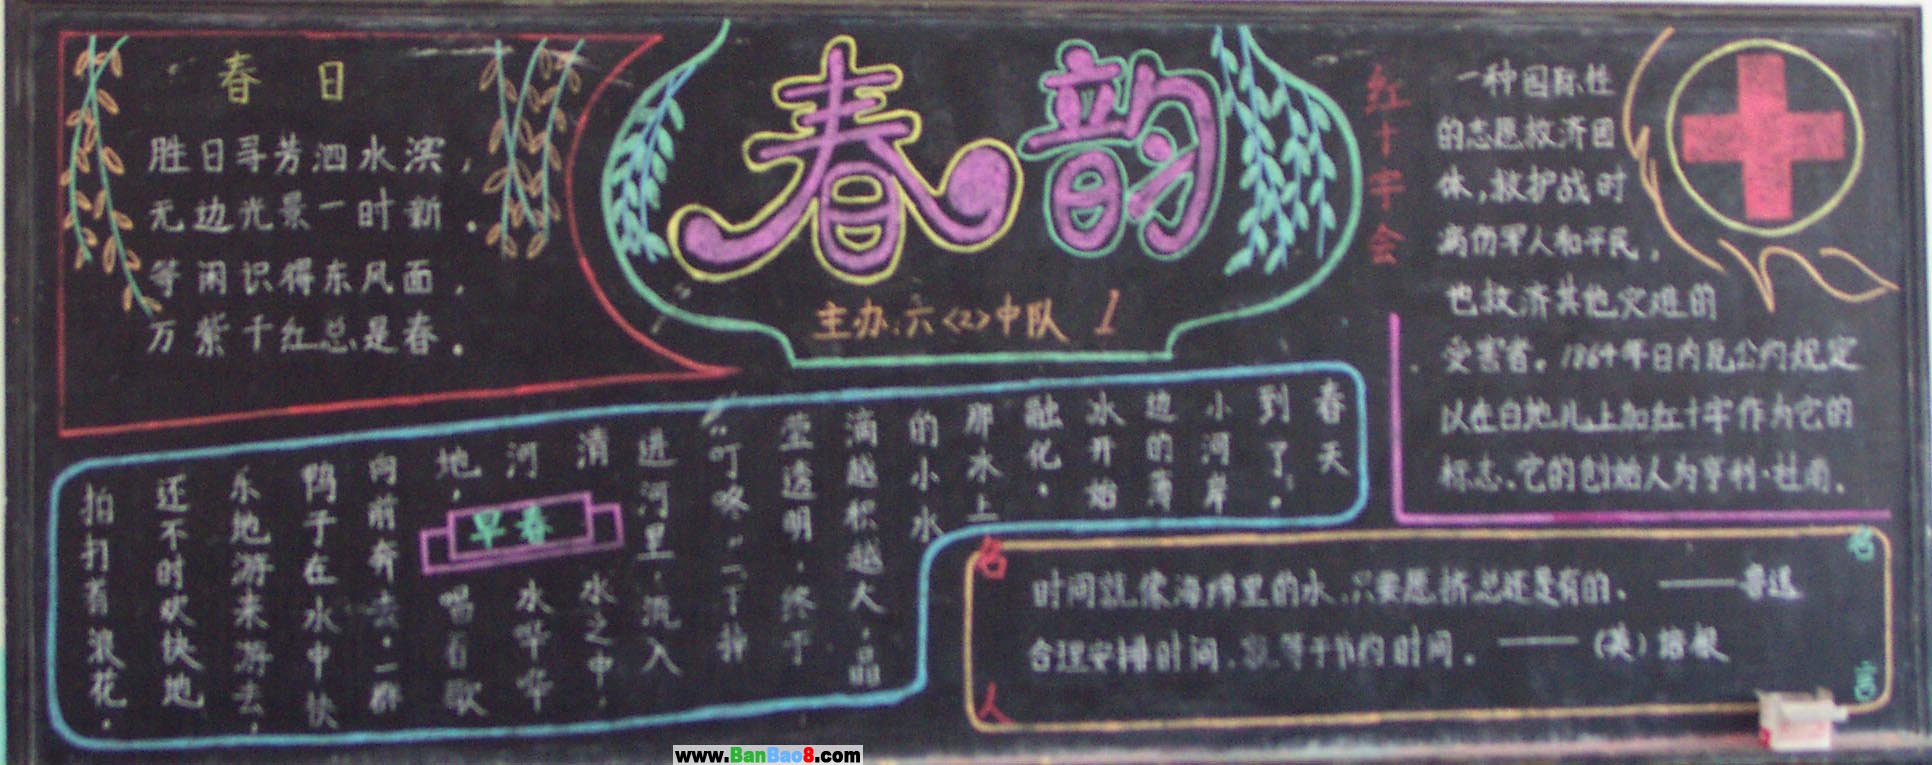 春日
胜日寻芳泗水滨，
无边光景一时新。
等闲识得东风面，
万紫千红总是春。
春韵
主办：六<2>中队 1
红十字会
一种国际性
的志愿救济团
体，救护战时
病伤军人和平民，
也救济其他灾难的
受害者。1864年日内瓦公约规定
以在白地儿上加红十字作为它的
标志。它的创始人为亨利·杜南。
早春
春天
到了。
小河岸
边的薄
冰开始
融化。
那冰上
的小水
滴越积越大，晶
莹透明，终于
“叮咚”一下种
进河里，流入
清水之中，
河水哗哗
地，唱着歌
向前奔去。一群
鸭子在水中快
乐地游来游去，
还不时欢快地
拍打着浪花。
名人名言
时间就像海绵里的水，只要愿挤，总还是有的。——鲁迅
合理安排时间，就等于节约时间。——（英）培根
www.BanBao8.com